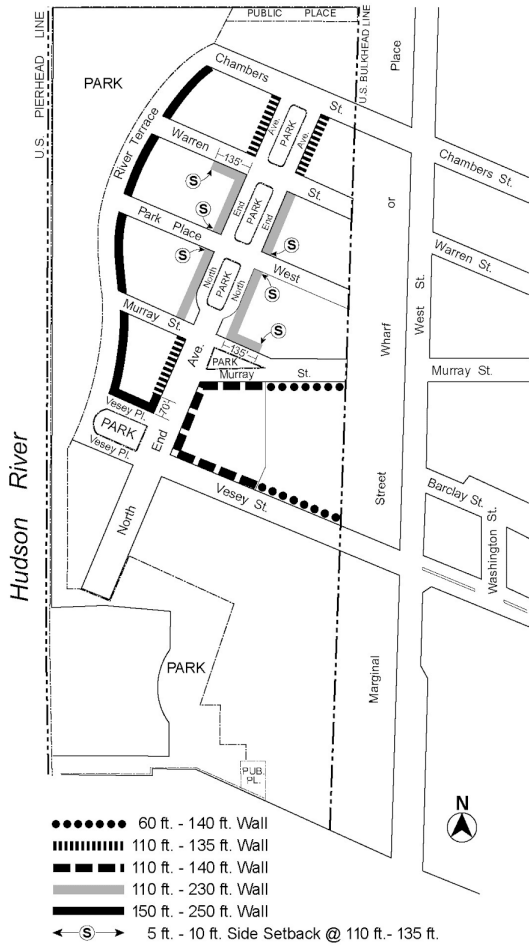 PUBLIC PLACE
U.S. PIERHEAD LINE
U.S. BULKHEAD LINE
PARK
Chambers St.
Place
River Terrace
Ave.
PARK
Ave.
Chambers St.
Warren St.
135'
S
End
PARK
End
Park Place
S
or
Warren St.
S
S
North
PARK
North
West
S
West St.
Wharf
Murray St.
S
135'
Ave.
PARK
Murray St.
Murray St.
70'
Vesey Pl.
PARK
Vesey Pl.
End
Hudson River
Vesey St.
Street
Barclay St.
Washington St.
North
PARK
Marginal
PUB.
PL.
N
60 ft. - 140 ft. Wall
110 ft. - 135 ft. Wall
110 ft. - 140 ft. Wall
110 ft. - 230 ft. Wall
150 ft. - 250 ft. Wall
S 5 ft. - 10 ft. Side Setback @ 110 ft.- 135 ft.